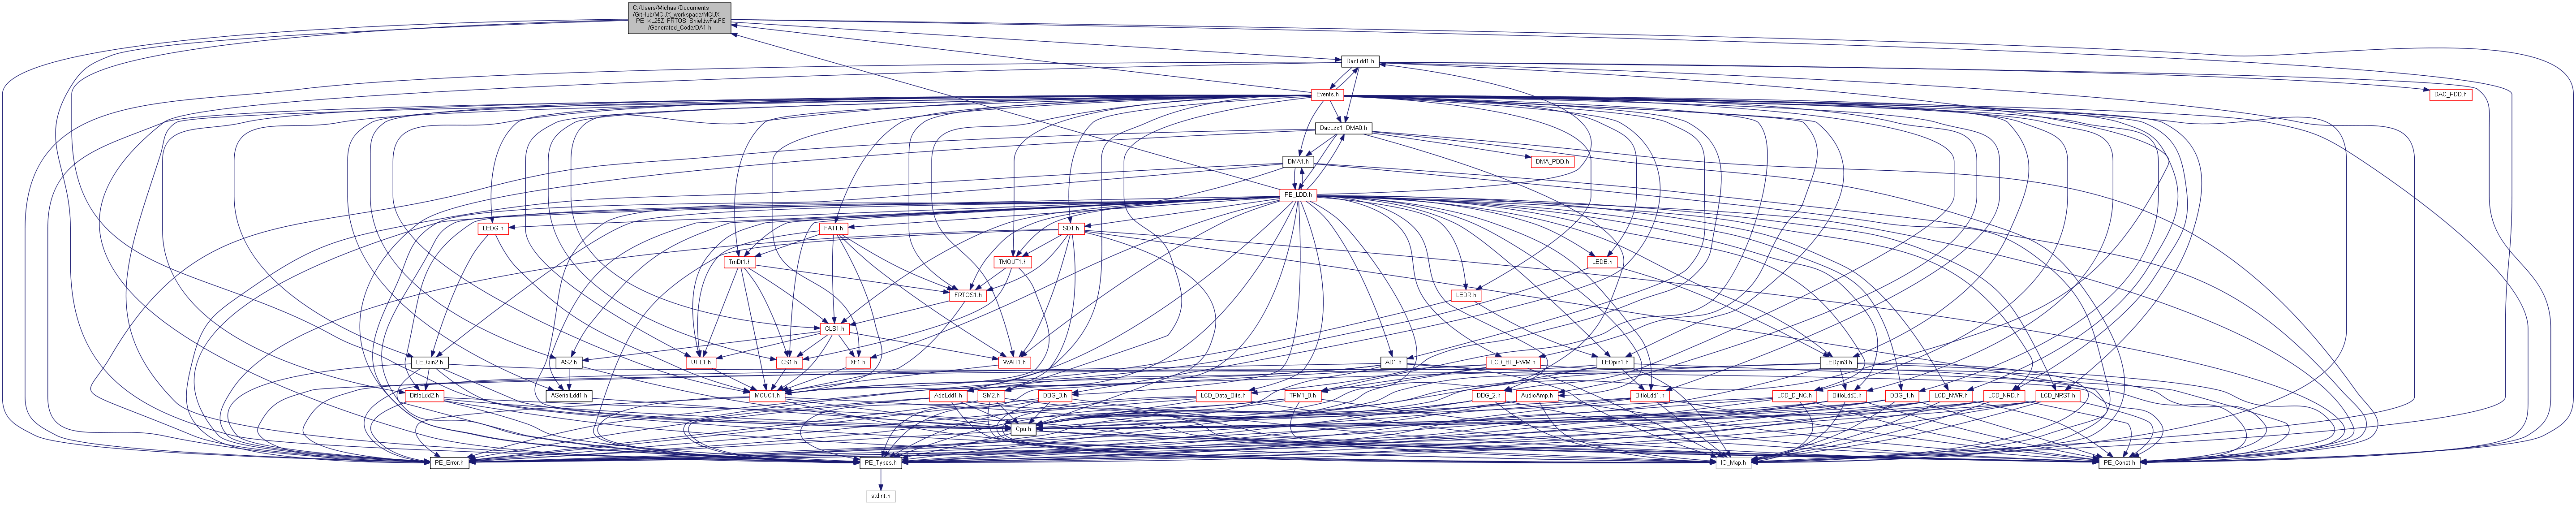 C:/Users/Michael/Documents
/GitHub/MCUX_workspace/MCUX
_PE_KL25Z_FRTOS_ShieldwFatFS
/Generated_Code/DA1.h
DacLdd1.h
Events.h
DAC_PDD.h
DacLdd1_DMA0.h
DMA1.h
DMA_PDD.h
PE_LDD.h
LEDG.h
FAT1.h
SD1.h
TmDt1.h
TMOUT1.h
LEDB.h
FRTOS1.h
LEDR.h
CLS1.h
LEDpin2.h
AS2.h
UTIL1.h
CS1.h
XF1.h
WAIT1.h
AD1.h
LCD_BL_PWM.h
LEDpin1.h
LEDpin3.h
BitIoLdd2.h
ASerialLdd1.h
MCUC1.h
AdcLdd1.h
SM2.h
DBG_3.h
LCD_Data_Bits.h
TPM1_0.h
DBG_2.h
AudioAmp.h
BitIoLdd1.h
LCD_D_NC.h
BitIoLdd3.h
DBG_1.h
LCD_NWR.h
LCD_NRD.h
LCD_NRST.h
Cpu.h
PE_Error.h
PE_Types.h
IO_Map.h
PE_Const.h
stdint.h